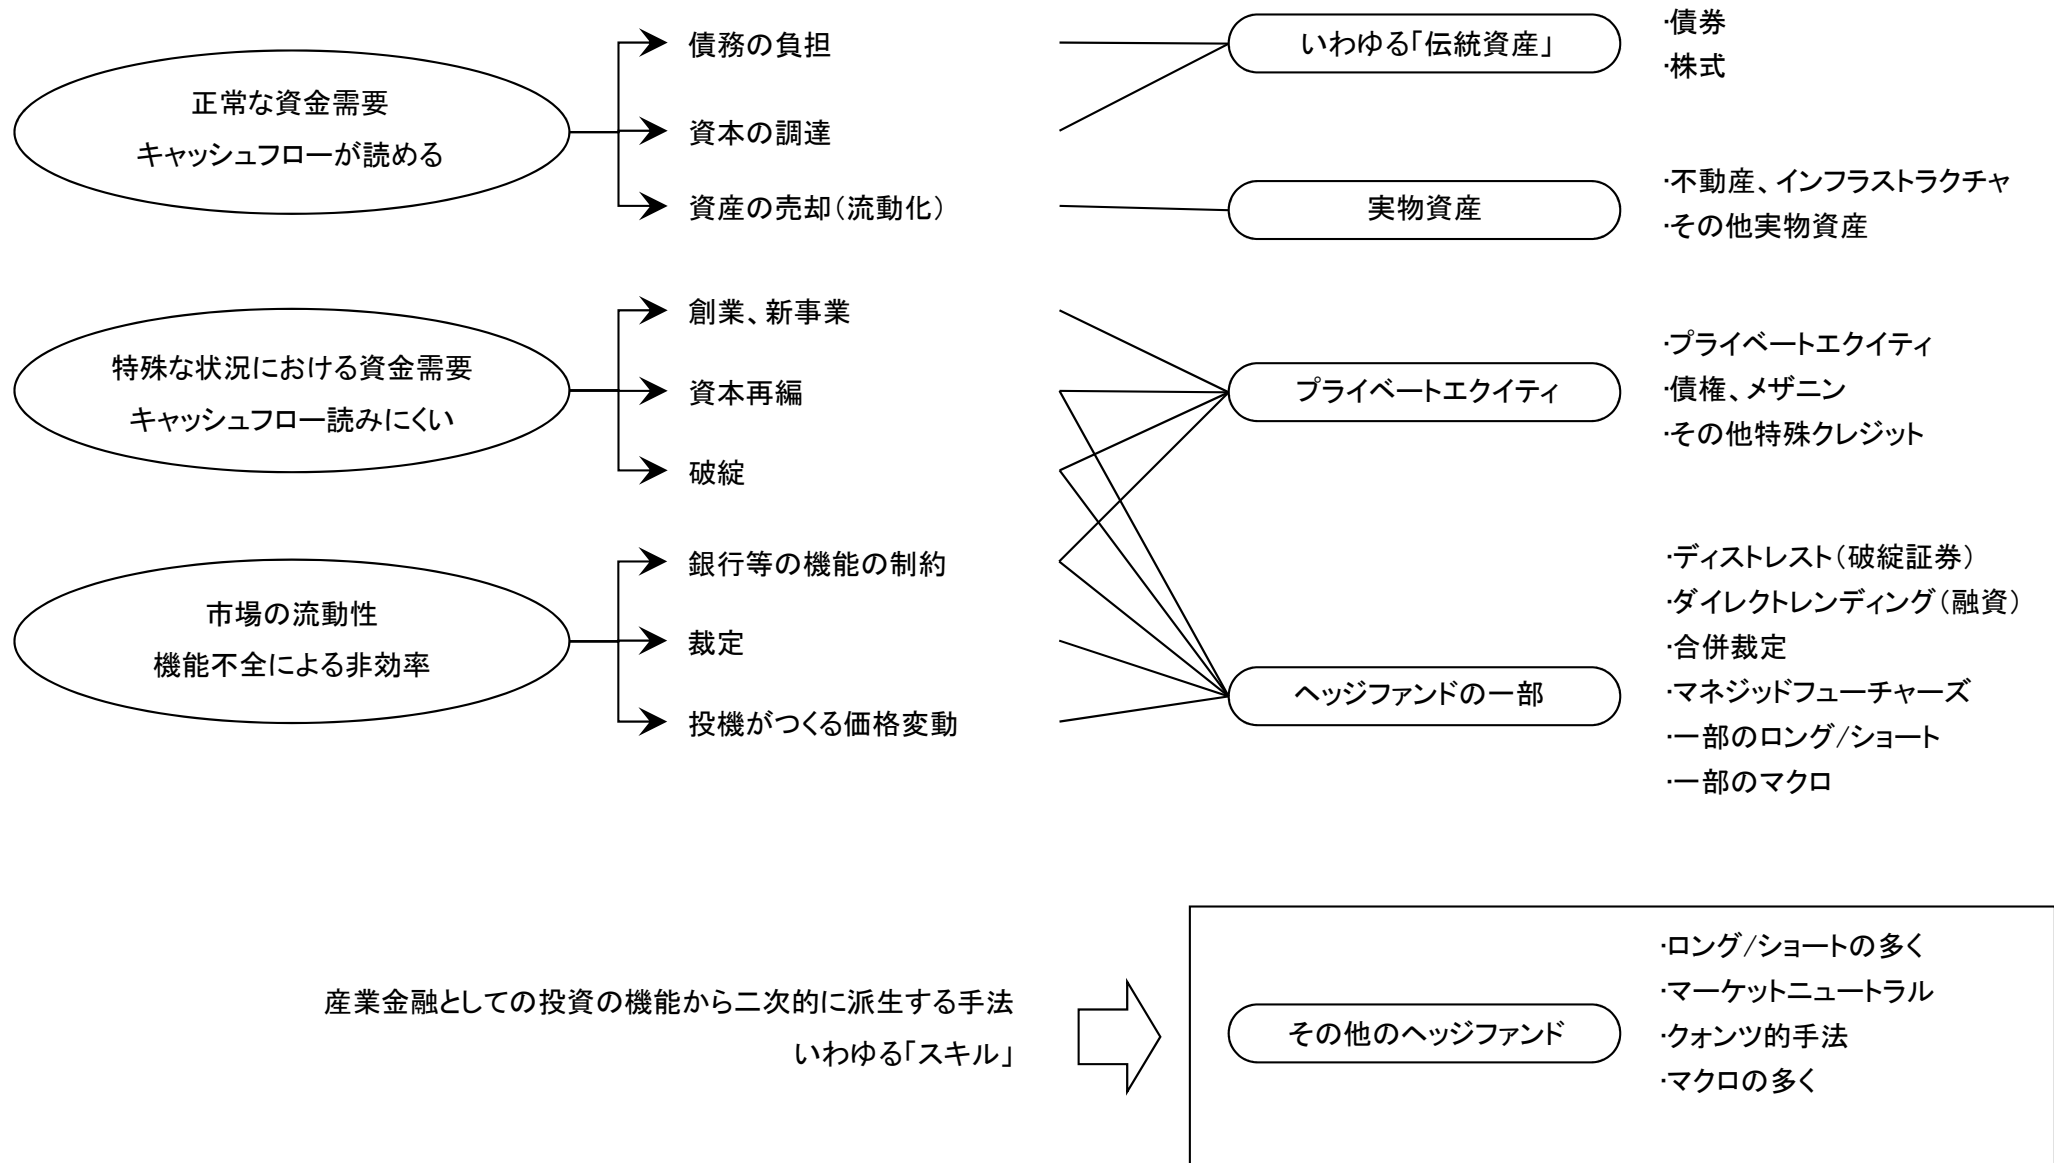 正常な資金需要
キャッシュフローが読める
債務の負担
資本の調達
資産の売却（流動化）
いわゆる「伝統資産」
・債券
・株式
実物資産
・不動産、インフラストラクチャ
・その他実物資産
特殊な状況における資金需要
キャッシュフロー読みにくい
創業、新事業
資本再編
破綻
プライベートエクイティ
・プライベートエクイティ
・債権、メザニン
・その他特殊クレジット
市場の流動性
機能不全による非効率
銀行等の機能の制約
裁定
投機がつくる価格変動
ヘッジファンドの一部
・ディストレスト（破綻証券）
・ダイレクトレンディング（融資）
・合併裁定
・マネジッドフューチャーズ
・一部のロング/ショート
・一部のマクロ
産業金融としての投資の機能から二次的に派生する手法
いわゆる「スキル」
その他のヘッジファンド
・ロング/ショートの多く
・マーケットニュートラル
・クォンツ的手法
・マクロの多く